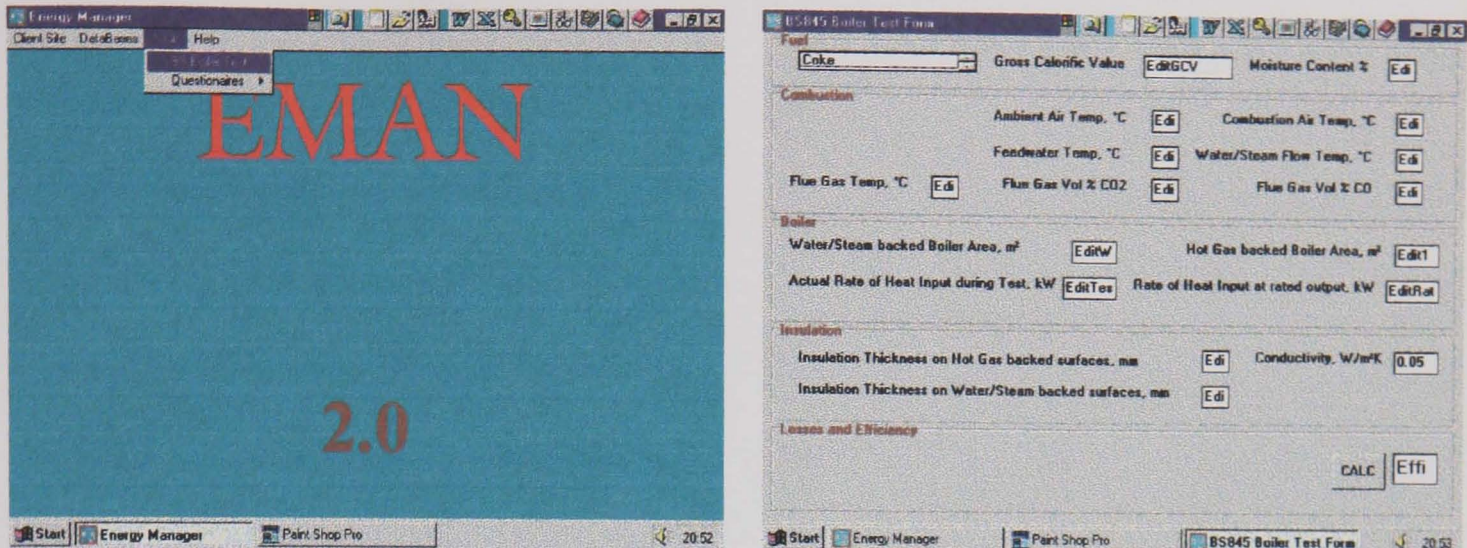 Energy Manager
Client Site DataBases Help
Questionaires
EMAN
2.0
Start Energy Manager Paint Shop Pro 20:52
BS845 Boiler Test Form
Fuel
Coke Gross Calorific Value EditGCV Moisture Content % Edi
Combustion
Ambient Air Temp, °C Edi Combustion Air Temp, °C Edi
Feedwater Temp, °C Edi Water/Steam Flow Temp, °C Edi
Flue Gas Temp, °C Edi Flue Gas Vol % CO2 Edi Flue Gas Vol % CO Edi
Boiler
Water/Steam backed Boiler Area, m² EditW Hot Gas backed Boiler Area, m² Edit1
Actual Rate of Heat Input during Test, kW EditTes Rate of Heat Input at rated output, kW EditRat
Insulation
Insulation Thickness on Hot Gas backed surfaces, mm Edi Conductivity, W/m²K 0.05
Insulation Thickness on Water/Steam backed surfaces, mm Edi
Losses and Efficiency
CALC Effi
Start Energy Manager Paint Shop Pro BS845 Boiler Test Form 20:53